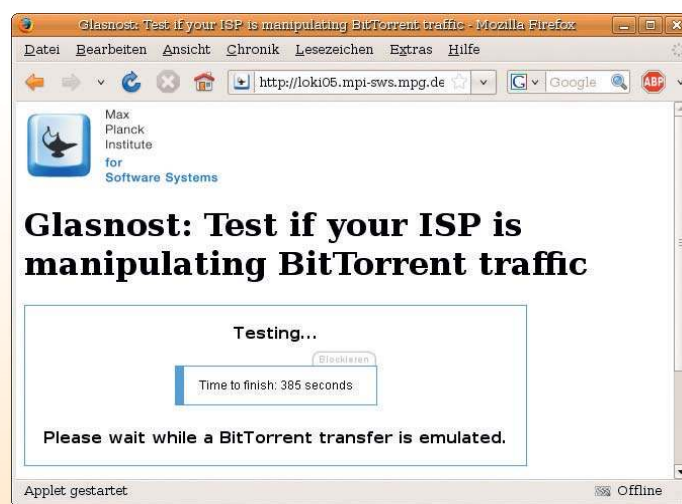 Glasnost: Test if your ISP is manipulating BitTorrent traffic - Mozilla Firefox
Datei Bearbeiten Ansicht Chronik Lesezeichen Extras Hilfe
http://loki05.mpi-sws.mpg.de G Google ABP
Max
Planck
Institute
for
Software Systems
Glasnost: Test if your ISP is
manipulating BitTorrent traffic
Testing...
Blockieren
Time to finish: 385 seconds
Please wait while a BitTorrent transfer is emulated.
Applet gestartet Offline